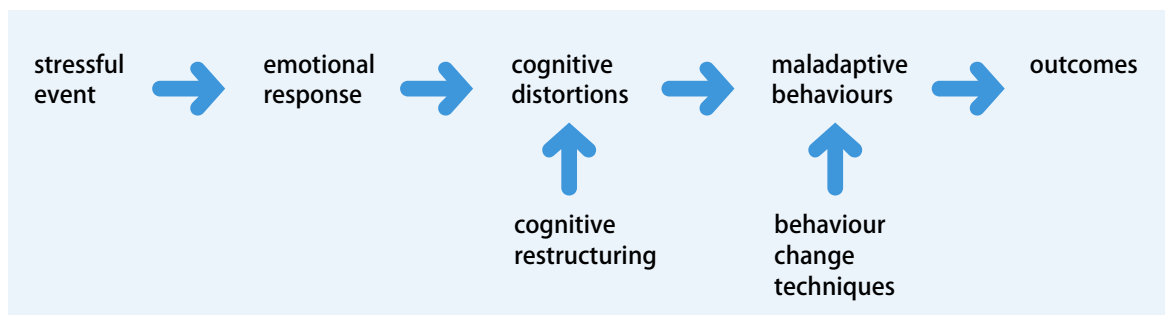 stressful
event
emotional
response
cognitive
distortions
maladaptive
behaviours
outcomes
cognitive
restructuring
behaviour
change
techniques